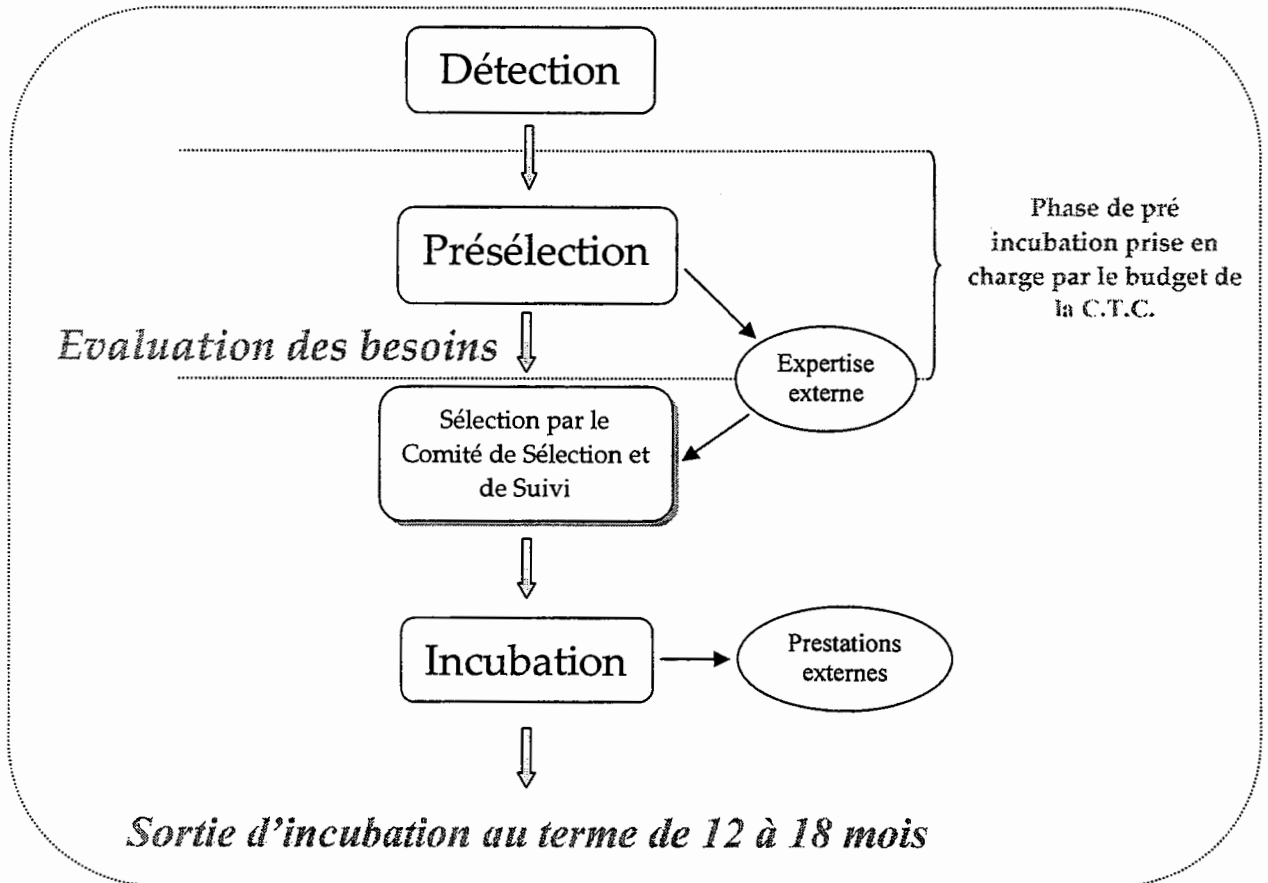 Détection
Présélection
Phase de pré
incubation prise en
charge par le budget de
la C.T.C.
Evaluation des besoins
Expertise
externe
Sélection par le
Comité de Sélection et
de Suivi
Incubation
Prestations
externes
Sortie d'incubation au terme de 12 à 18 mois